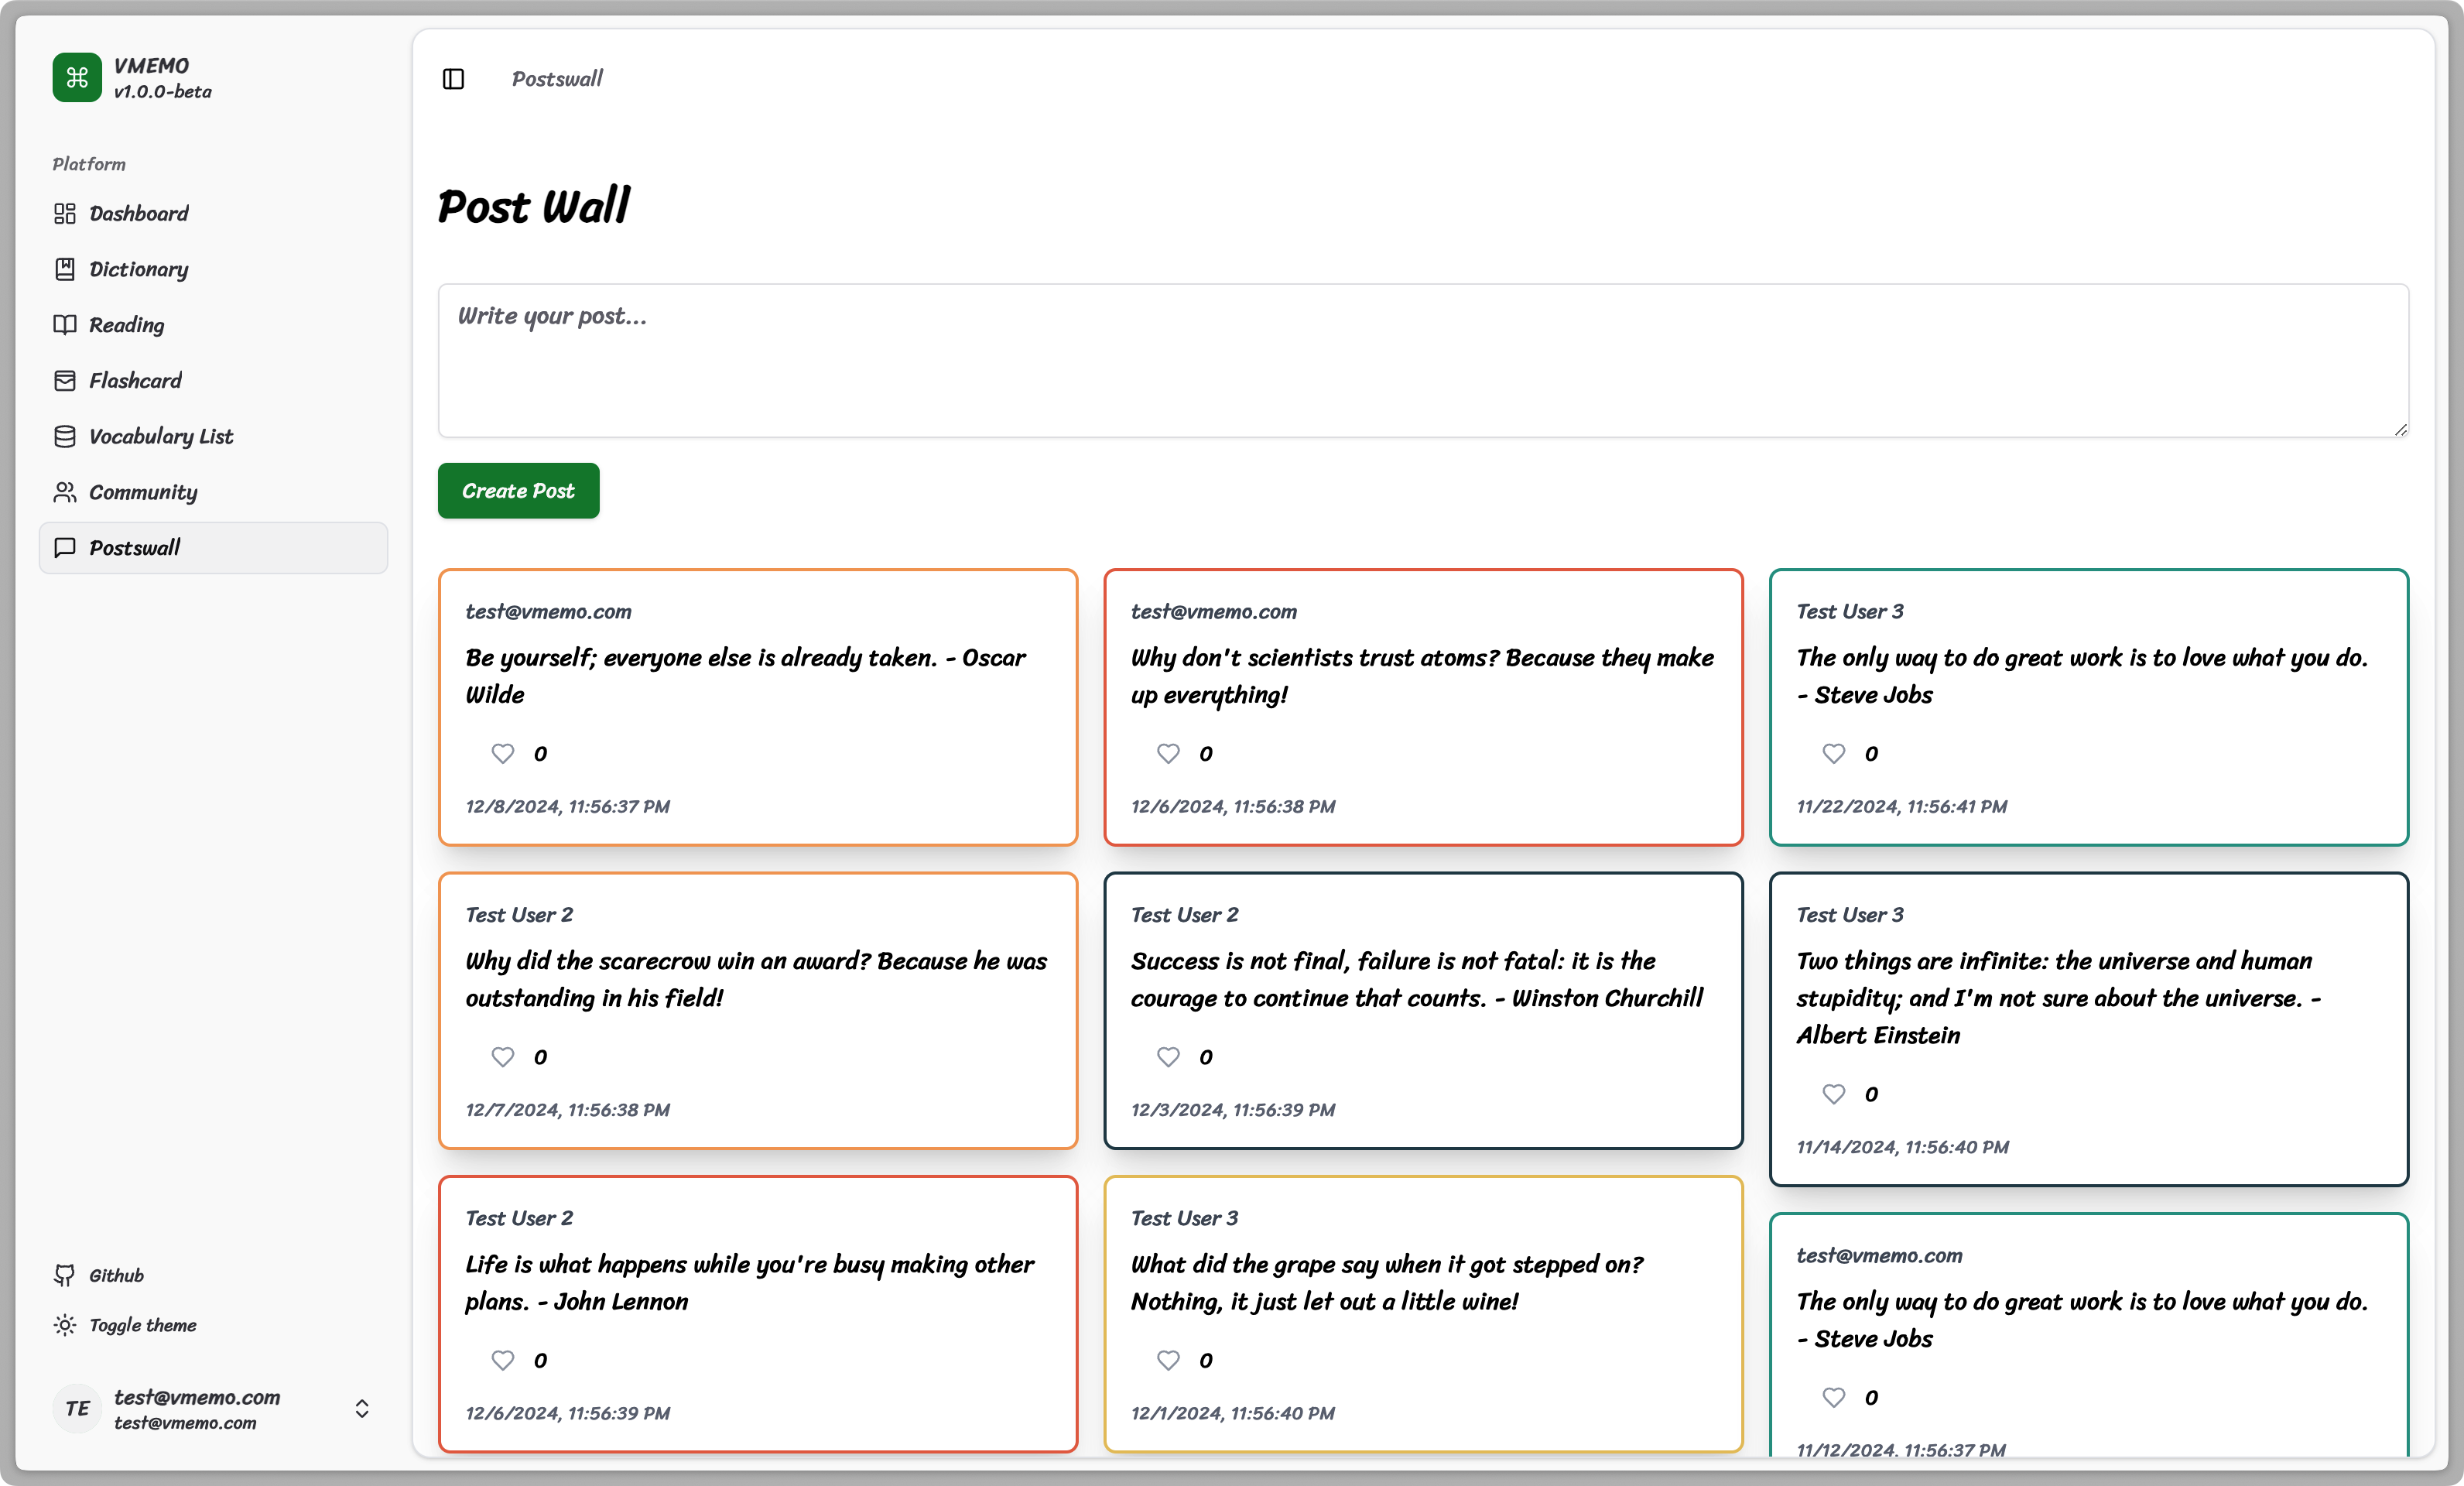 VMEMO
v1.0.0-beta
Platform
Dashboard
Dictionary
Reading
Flashcard
Vocabulary List
Community
Postswall
Github
Toggle theme
TE
test@vmemo.com
test@vmemo.com
Postswall
Post Wall
Write your post...
Create Post
test@vmemo.com
Be yourself; everyone else is already taken. - Oscar
Wilde
0
12/8/2024, 11:56:37 PM
Test User 2
Why did the scarecrow win an award? Because he was
outstanding in his field!
0
12/7/2024, 11:56:38 PM
Test User 2
Life is what happens while you're busy making other
plans. - John Lennon
0
12/6/2024, 11:56:39 PM
test@vmemo.com
Why don't scientists trust atoms? Because they make
up everything!
0
12/6/2024, 11:56:38 PM
Test User 2
Success is not final, failure is not fatal: it is the
courage to continue that counts. - Winston Churchill
0
12/3/2024, 11:56:39 PM
Test User 3
What did the grape say when it got stepped on?
Nothing, it just let out a little wine!
0
12/1/2024, 11:56:40 PM
Test User 3
The only way to do great work is to love what you do.
- Steve Jobs
0
11/22/2024, 11:56:41 PM
Test User 3
Two things are infinite: the universe and human
stupidity; and I'm not sure about the universe. -
Albert Einstein
0
11/14/2024, 11:56:40 PM
test@vmemo.com
The only way to do great work is to love what you do.
- Steve Jobs
0
11/12/2024, 11:56:37 PM